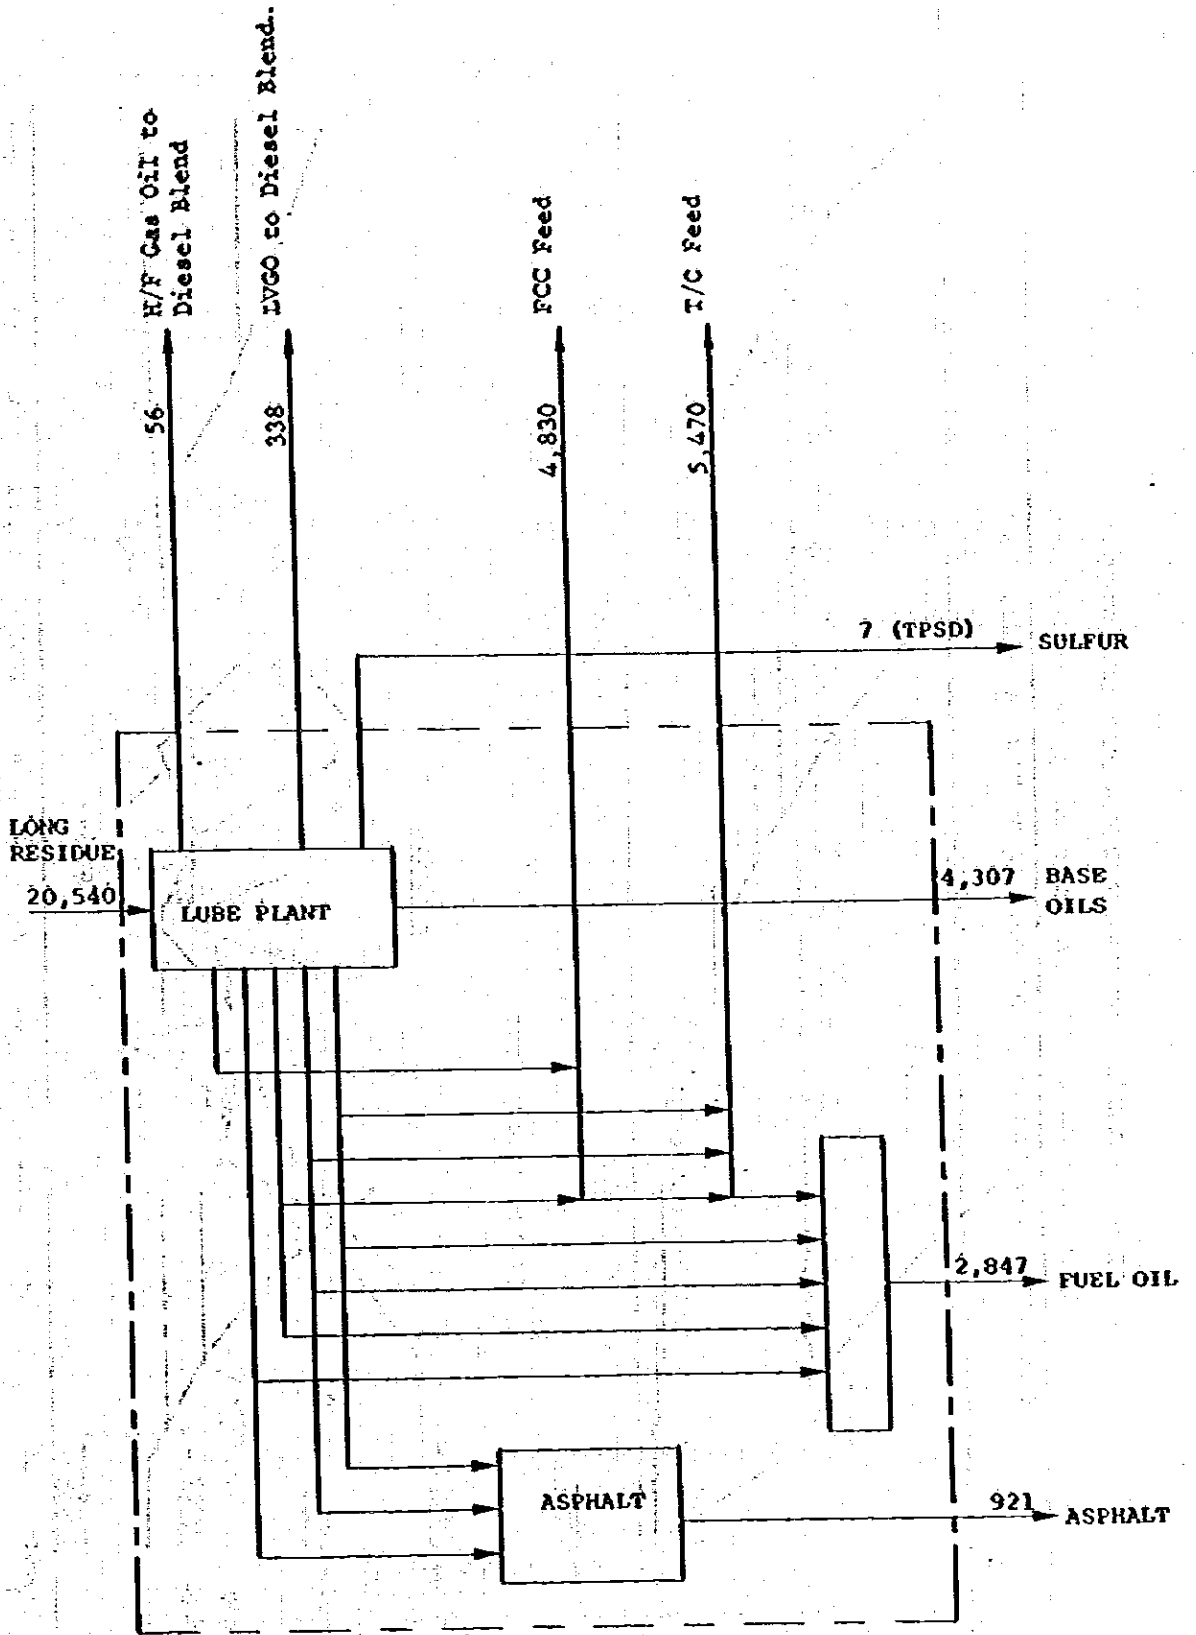 H/F Gas Oil to
Diesel Blend
LVGO to Diesel Blend.
FCC Feed
T/C Feed
56
338
4,830
5,470
7 (TPSD)
SULFUR
LONG
RESIDUE
20,540
LUBE PLANT
4,307
BASE
OILS
2,847
FUEL OIL
ASPHALT
921
ASPHALT